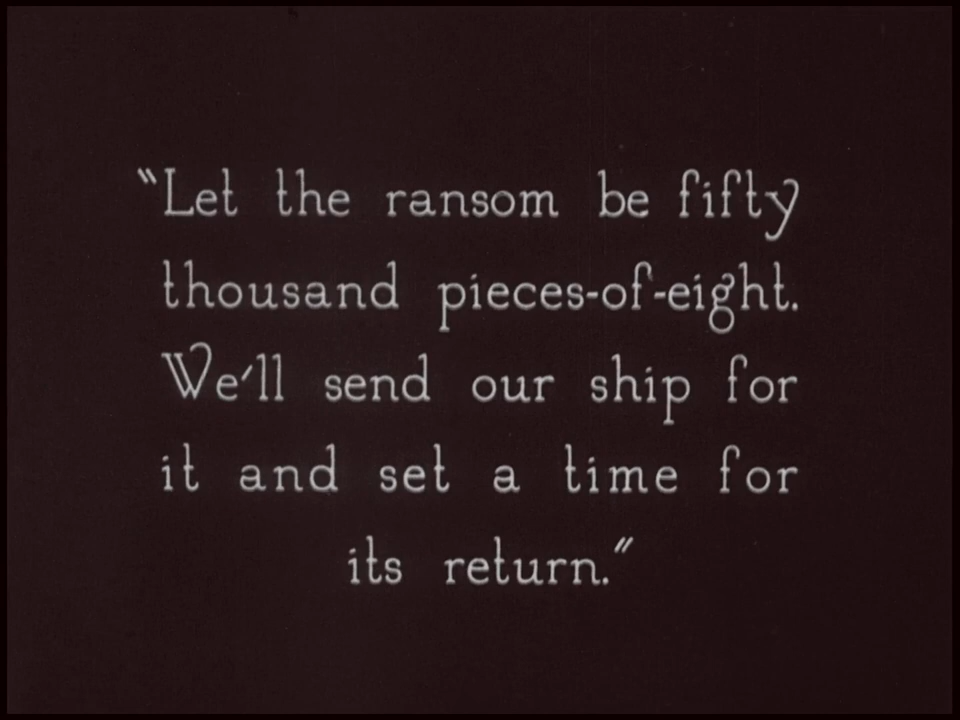 "Let the ransom be fifty
thousand pieces-of-eight.
We'll send our ship for
it and set a time for
its return."